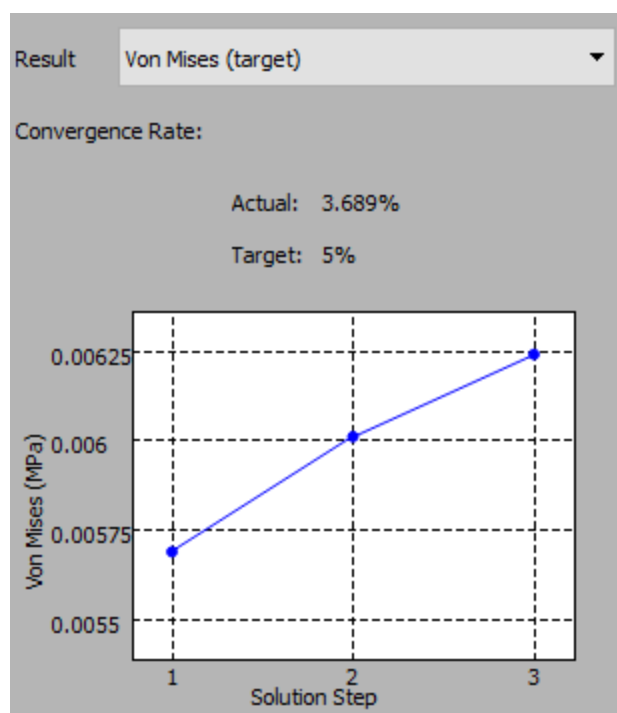 Result Von Mises (target)
Convergence Rate:
Actual: 3.689%
Target: 5%
0.00625
0.006
0.00575
0.0055
Von Mises (MPa)
1 2 3
Solution Step